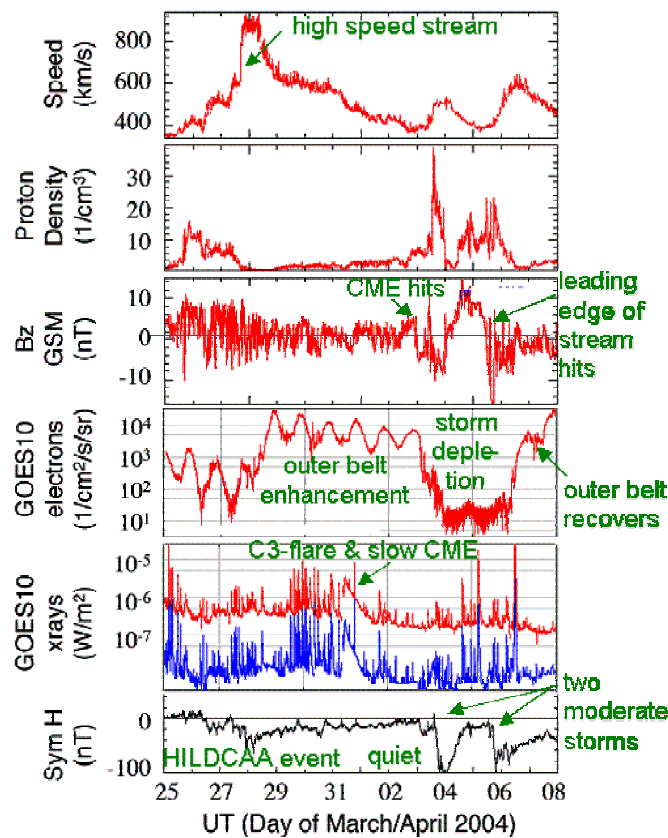 800
600
400
Speed
(km/s)
high speed stream
30
20
10
Proton
Density
(1/cm³)
10
0
-10
Bz
GSM
(nT)
CME hits
leading
edge of
stream
hits
10⁴
10³
10²
10¹
GOES10
electrons
(1/cm²/s/sr)
outer belt
enhancement
storm
deple-
tion
outer belt
recovers
10⁻⁵
10⁻⁶
10⁻⁷
GOES10
xrays
(W/m²)
C3-flare & slow CME
0
-100
Sym H
(nT)
HILDCAA event
quiet
two
moderate
storms
25 27 29 31 02 04 06 08
UT (Day of March/April 2004)